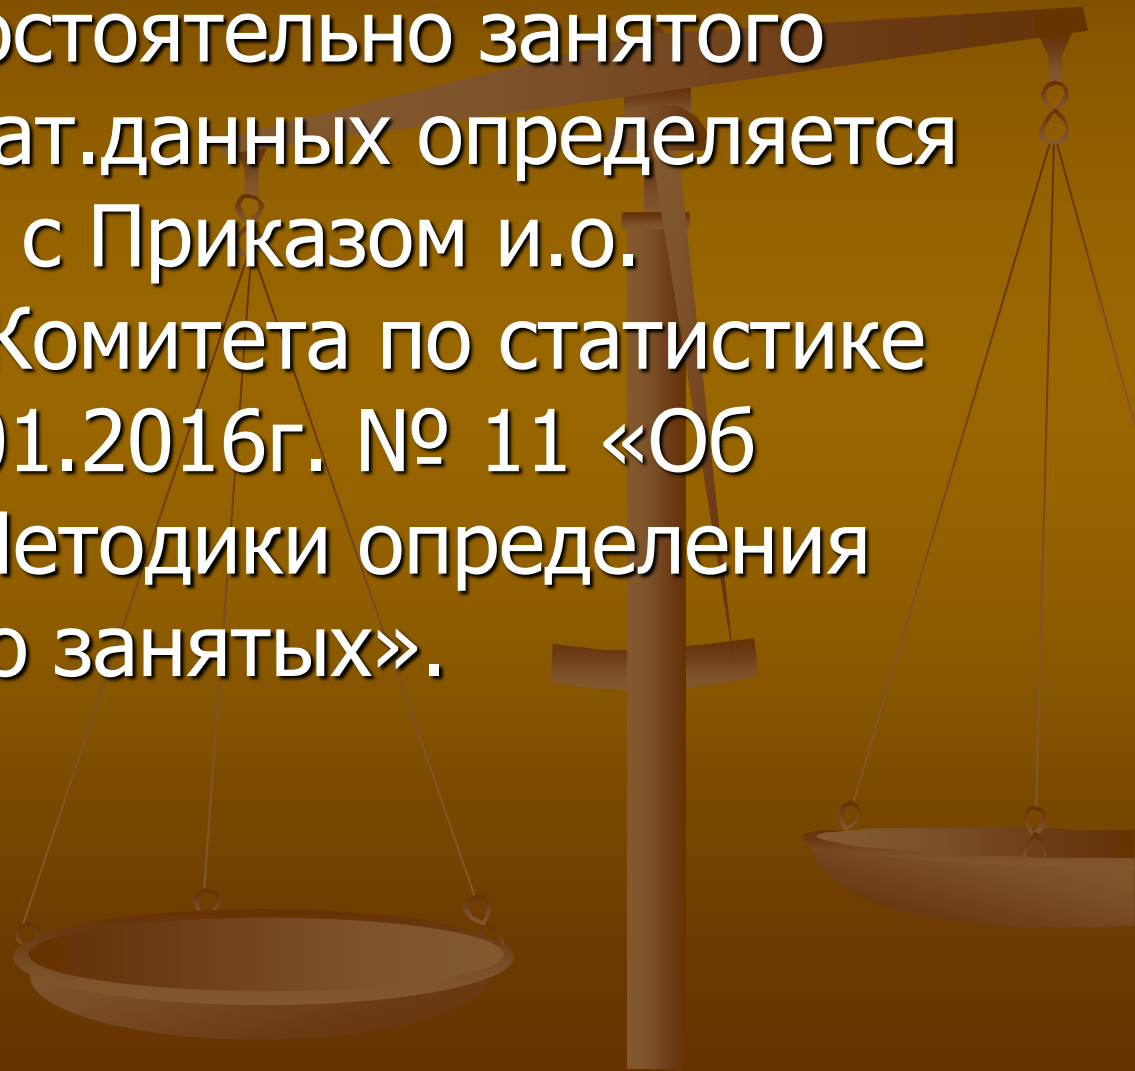 остоятельно занятого
ат.данных определяется
с Приказом и.о.
Комитета по статистике
01.2016г. № 11 «Об
Методики определения
о занятых».